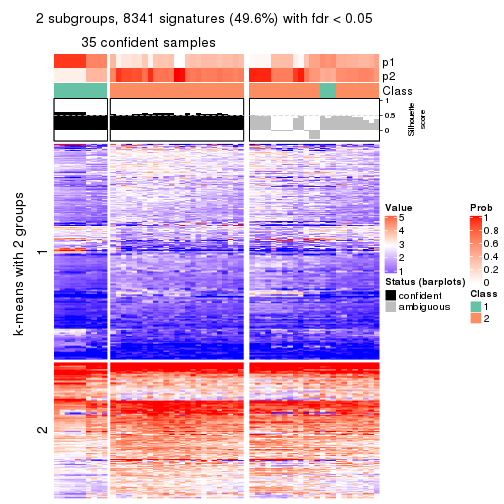 2 subgroups, 8341 signatures (49.6%) with fdr < 0.05
35 confident samples
p1
p2
Class
1
0.5
0
Silhouette
score
k-means with 2 groups
1
2
Value
5
4
3
2
1
Status (barplots)
confident
ambiguous
Prob
1
0.8
0.6
0.4
0.2
0
Class
1
2